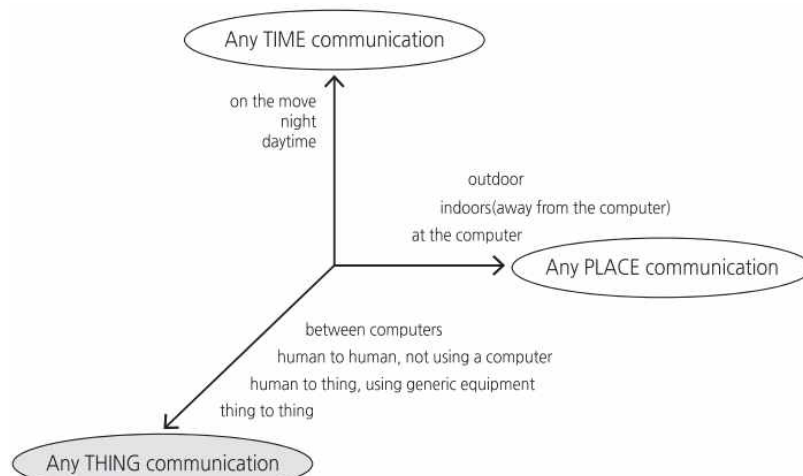 Any TIME communication
on the move
night
daytime
outdoor
indoors(away from the computer)
at the computer
Any PLACE communication
between computers
human to human, not using a computer
human to thing, using generic equipment
thing to thing
Any THING communication